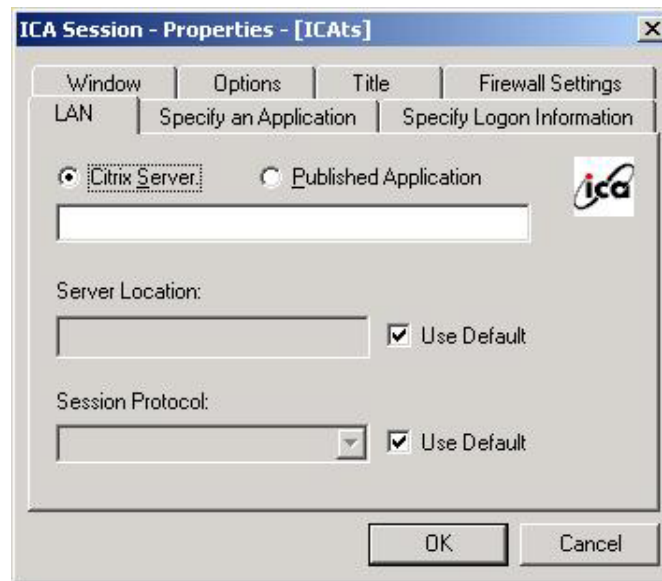 ICA Session - Properties - [ICAts]
Window Options Title Firewall Settings
LAN Specify an Application Specify Logon Information
Citrix Server. Published Application
ica
Server Location:
Use Default
Session Protocol:
Use Default
OK Cancel